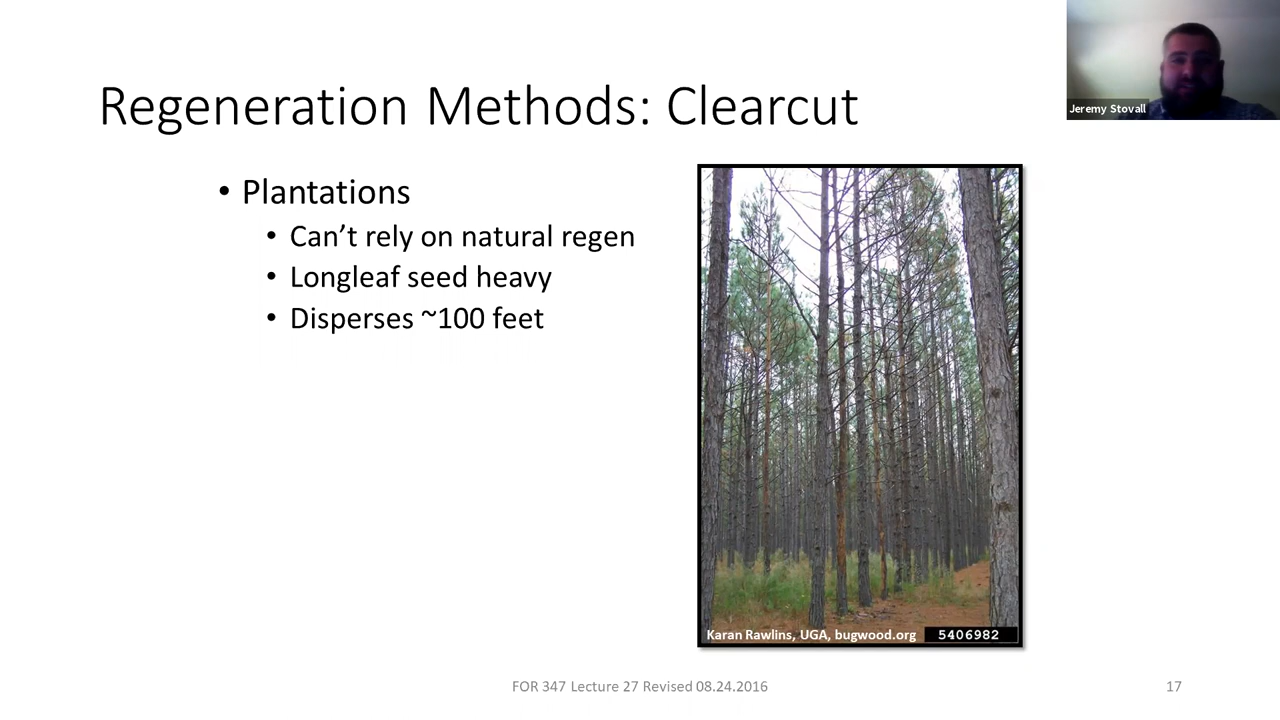 Jeremy Stovall
Regeneration Methods: Clearcut
• Plantations
• Can’t rely on natural regen
• Longleaf seed heavy
• Disperses ~100 feet
Karan Rawlins, UGA, bugwood.org
5406982
FOR 347 Lecture 27 Revised 08.24.2016
17